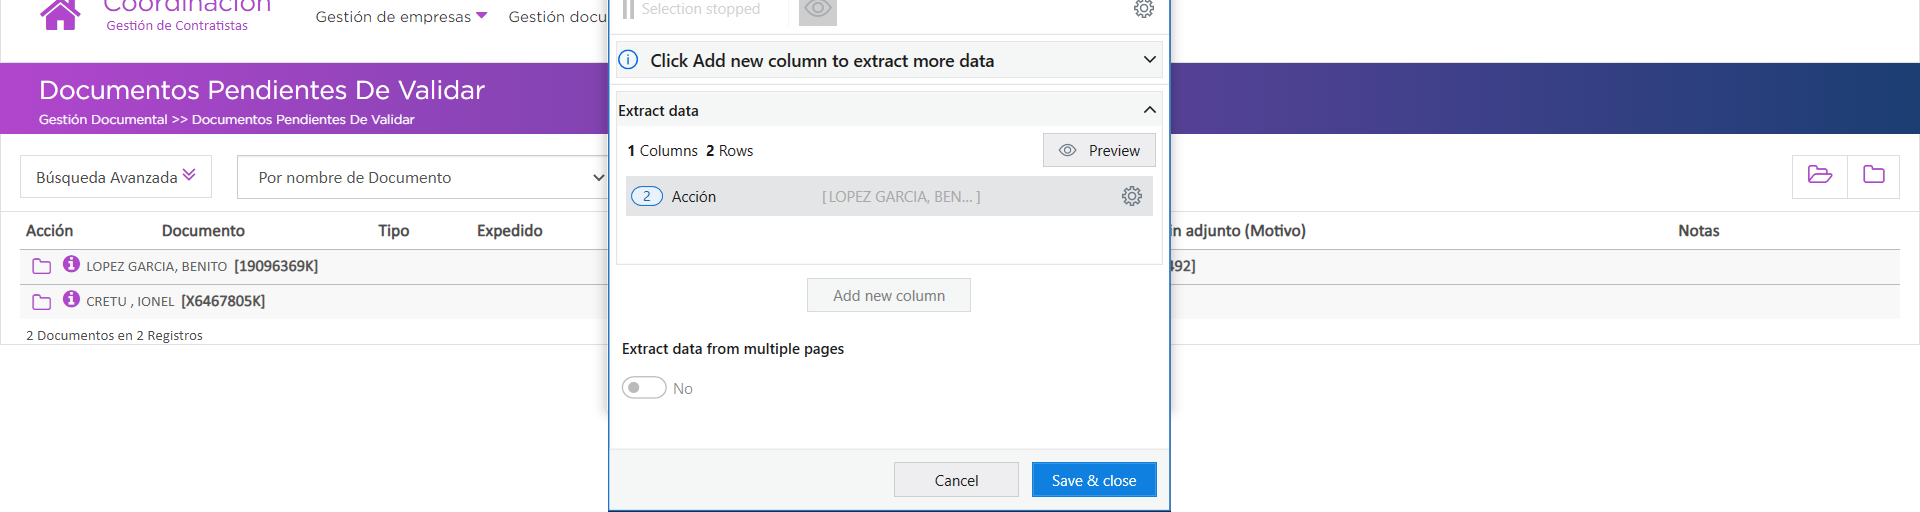 Coordinación
Gestión de Contratistas
Gestión de empresas
Gestión docu
Selection stopped
Click Add new column to extract more data
Documentos Pendientes De Validar
Gestión Documental >> Documentos Pendientes De Validar
Extract data
1 Columns 2 Rows
Preview
2 Acción [LOPEZ GARCIA, BEN... ]
Add new column
Extract data from multiple pages
No
Cancel
Save & close
Búsqueda Avanzada
Por nombre de Documento
Acción Documento Tipo Expedido in adjunto (Motivo) Notas
LOPEZ GARCIA, BENITO [19096369K] 492]
CRETU , IONEL [X6467805K]
2 Documentos en 2 Registros